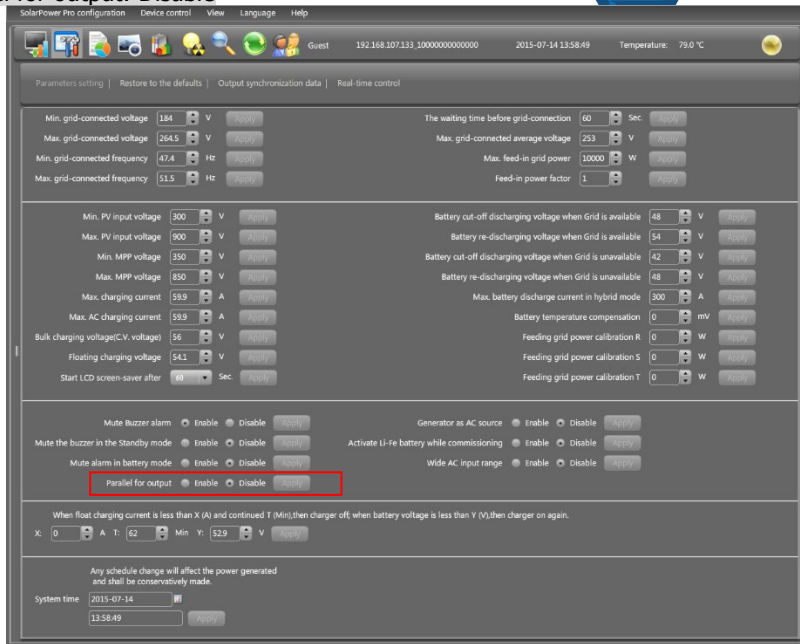 for output: Disable
SolarPower Pro configuration Device control View Language Help
Guest 192.168.107.133_10000000000000 2015-07-14 13:58:49 Temperature: 79.0 ℃
Parameters setting | Restore to the defaults | Output synchronization data | Real-time control
Min. grid-connected voltage 184 V Apply The waiting time before grid-connection 60 Sec. Apply
Max. grid-connected voltage 264.5 V Apply Max. grid-connected average voltage 253 V Apply
Min. grid-connected frequency 47.4 Hz Apply Max. feed-in grid power 10000 W Apply
Max. grid-connected frequency 51.5 Hz Apply Feed-in power factor 1 Apply
Min. PV input voltage 300 V Apply Battery cut-off discharging voltage when Grid is available 48 V Apply
Max. PV input voltage 900 V Apply Battery re-discharging voltage when Grid is available 54 V Apply
Min. MPP voltage 350 V Apply Battery cut-off discharging voltage when Grid is unavailable 42 V Apply
Max. MPP voltage 850 V Apply Battery re-discharging voltage when Grid is unavailable 48 V Apply
Max. charging current 59.9 A Apply Max. battery discharge current in hybrid mode 300 A Apply
Max. AC charging current 59.9 A Apply Battery temperature compensation 0 mV Apply
Bulk charging voltage(C.V. voltage) 56 V Apply Feeding grid power calibration R 0 W Apply
Floating charging voltage 54.1 V Apply Feeding grid power calibration S 0 W Apply
Start LCD screen-saver after 60 Sec. Apply Feeding grid power calibration T 0 W Apply
Mute Buzzer alarm Enable Disable Apply Generator as AC source Enable Disable Apply
Mute the buzzer in the Standby mode Enable Disable Apply Activate Li-Fe battery while commissioning Enable Disable Apply
Mute alarm in battery mode Enable Disable Apply Wide AC input range Enable Disable Apply
Parallel for output Enable Disable Apply
When float charging current is less than X (A) and continued T (Min),then charger off; when battery voltage is less than Y (V),then charger on again.
X: 0 A T: 62 Min Y: 52.9 V Apply
Any schedule change will affect the power generated
and shall be conservatively made.
System time 2015-07-14
13:58:49 Apply